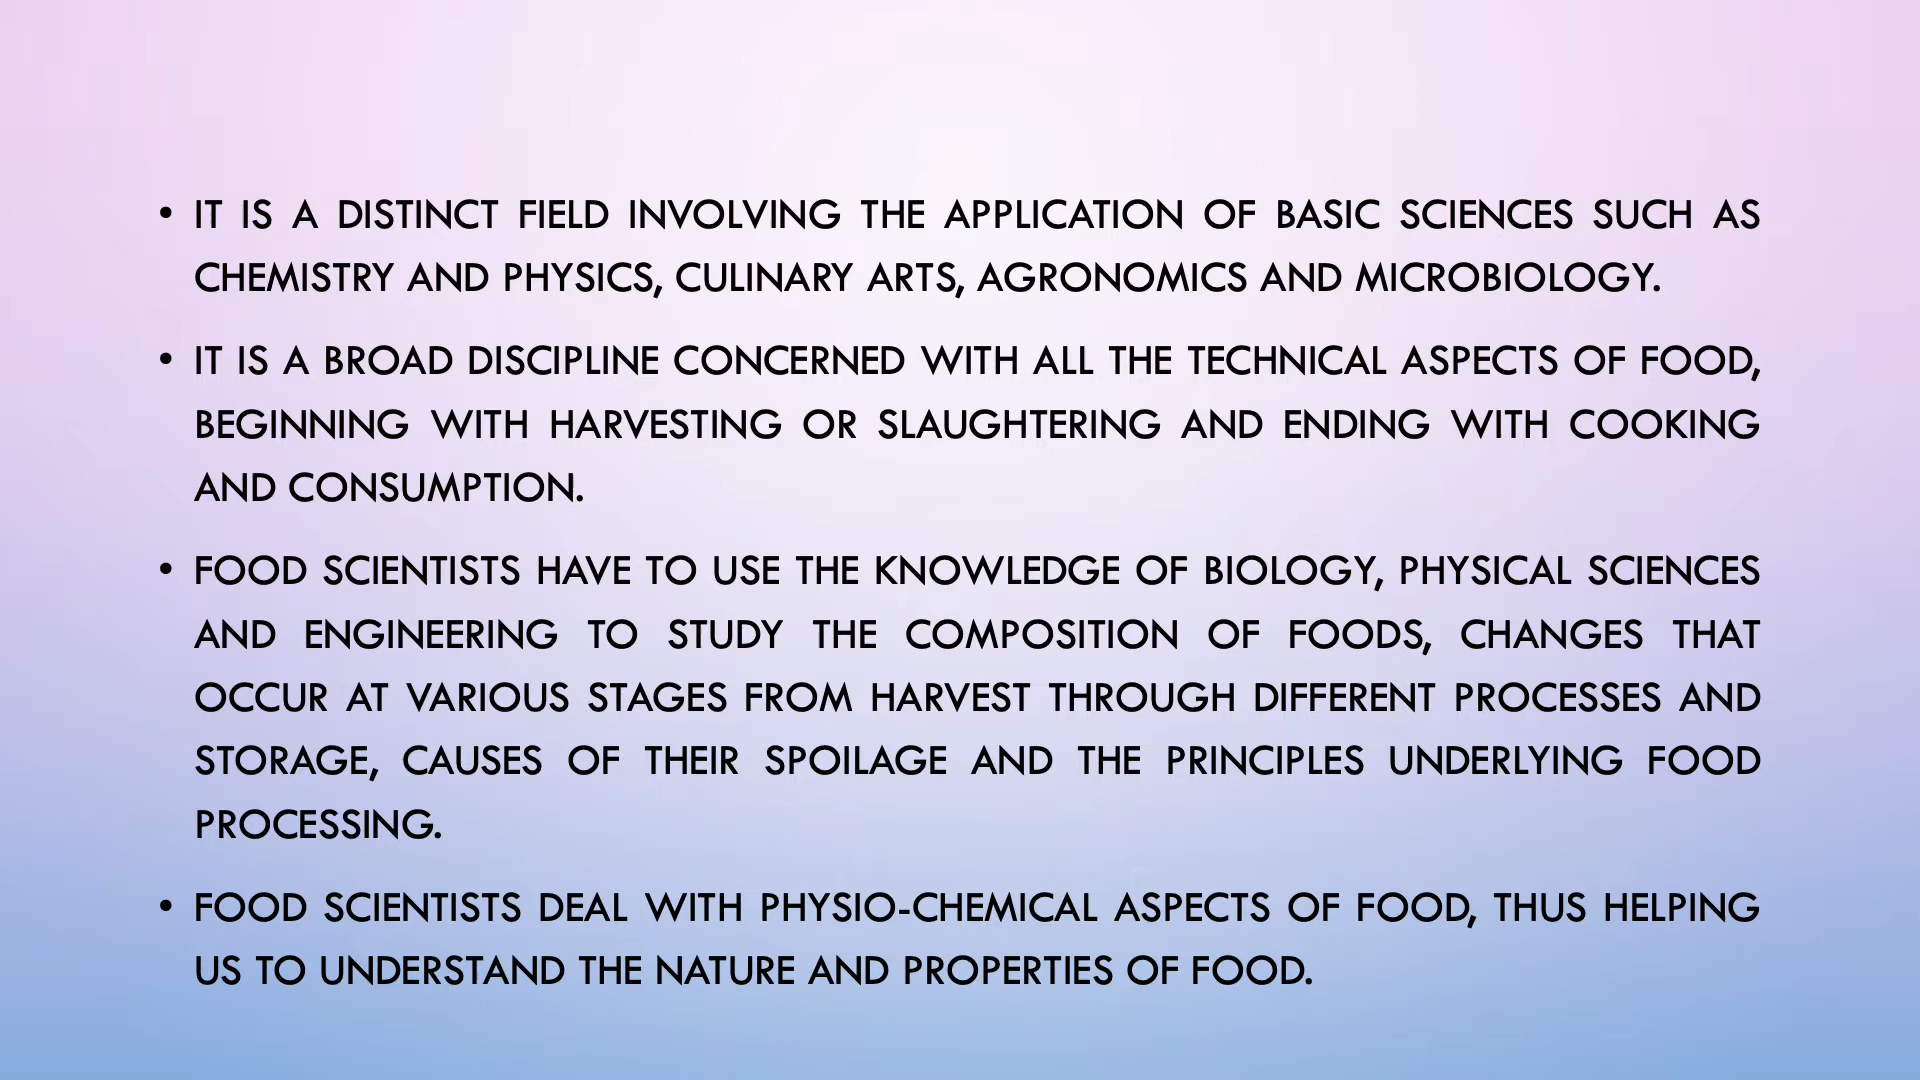 • IT IS A DISTINCT FIELD INVOLVING THE APPLICATION OF BASIC SCIENCES SUCH AS
CHEMISTRY AND PHYSICS, CULINARY ARTS, AGRONOMICS AND MICROBIOLOGY.
• IT IS A BROAD DISCIPLINE CONCERNED WITH ALL THE TECHNICAL ASPECTS OF FOOD,
BEGINNING WITH HARVESTING OR SLAUGHTERING AND ENDING WITH COOKING
AND CONSUMPTION.
• FOOD SCIENTISTS HAVE TO USE THE KNOWLEDGE OF BIOLOGY, PHYSICAL SCIENCES
AND ENGINEERING TO STUDY THE COMPOSITION OF FOODS, CHANGES THAT
OCCUR AT VARIOUS STAGES FROM HARVEST THROUGH DIFFERENT PROCESSES AND
STORAGE, CAUSES OF THEIR SPOILAGE AND THE PRINCIPLES UNDERLYING FOOD
PROCESSING.
• FOOD SCIENTISTS DEAL WITH PHYSIO-CHEMICAL ASPECTS OF FOOD, THUS HELPING
US TO UNDERSTAND THE NATURE AND PROPERTIES OF FOOD.